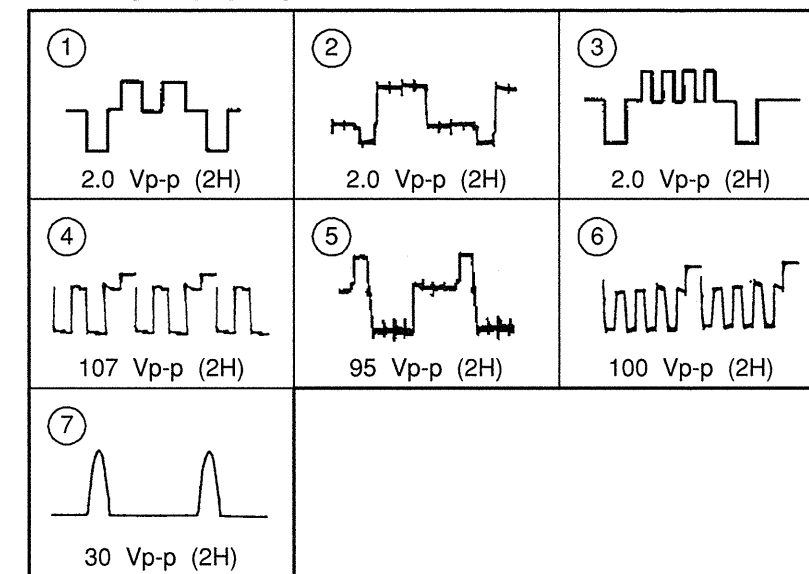 1
2
3
2.0 Vp-p (2H)
2.0 Vp-p (2H)
2.0 Vp-p (2H)
4
5
6
107 Vp-p (2H)
95 Vp-p (2H)
100 Vp-p (2H)
7
30 Vp-p (2H)